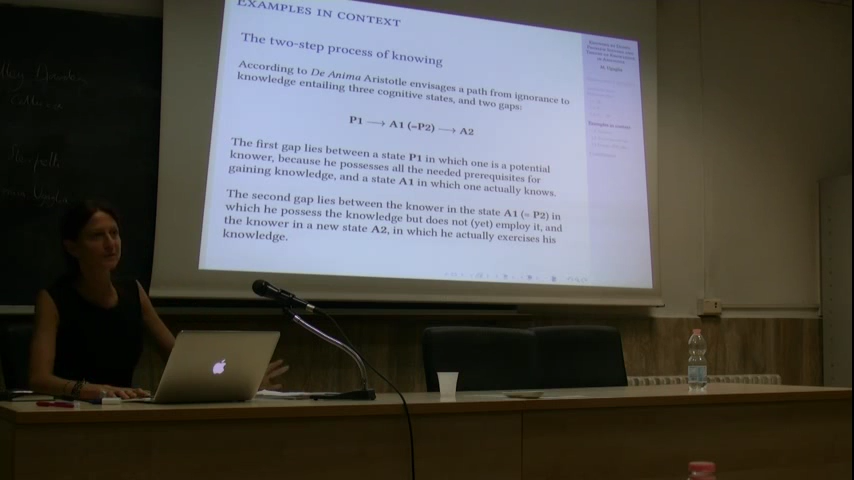 EXAMPLES IN CONTEXT
The two-step process of knowing
According to De Anima Aristotle envisages a path from ignorance to
knowledge entailing three cognitive states, and two gaps:
P1 ⟶ A1 (=P2) ⟶ A2
The first gap lies between a state P1 in which one is a potential
knower, because he possesses all the needed prerequisites for
gaining knowledge, and a state A1 in which one actually knows.
The second gap lies between the knower in the state A1 (= P2) in
which he possess the knowledge but does not (yet) employ it, and
the knower in a new state A2, in which he actually exercises his
knowledge.
Examples in context